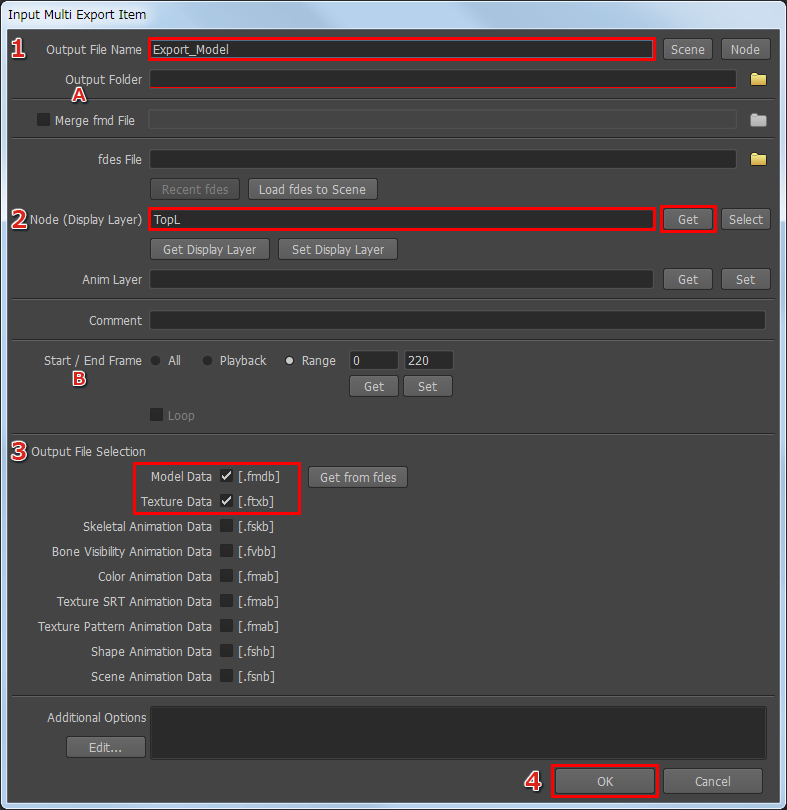 Input Multi Export Item
1 Output File Name Export_Model Scene Node
Output Folder
A
Merge fmd File
fdes File
Recent fdes Load fdes to Scene
2 Node (Display Layer) TopL Get Select
Get Display Layer Set Display Layer
Anim Layer Get Set
Comment
Start / End Frame All Playback Range 0 220
B Get Set
Loop
3 Output File Selection
Model Data [.fmdb] Get from fdes
Texture Data [.ftxb]
Skeletal Animation Data [.fskb]
Bone Visibility Animation Data [.fvbb]
Color Animation Data [.fmab]
Texture SRT Animation Data [.fmab]
Texture Pattern Animation Data [.fmab]
Shape Animation Data [.fshb]
Scene Animation Data [.fsnb]
Additional Options
Edit...
4 OK Cancel